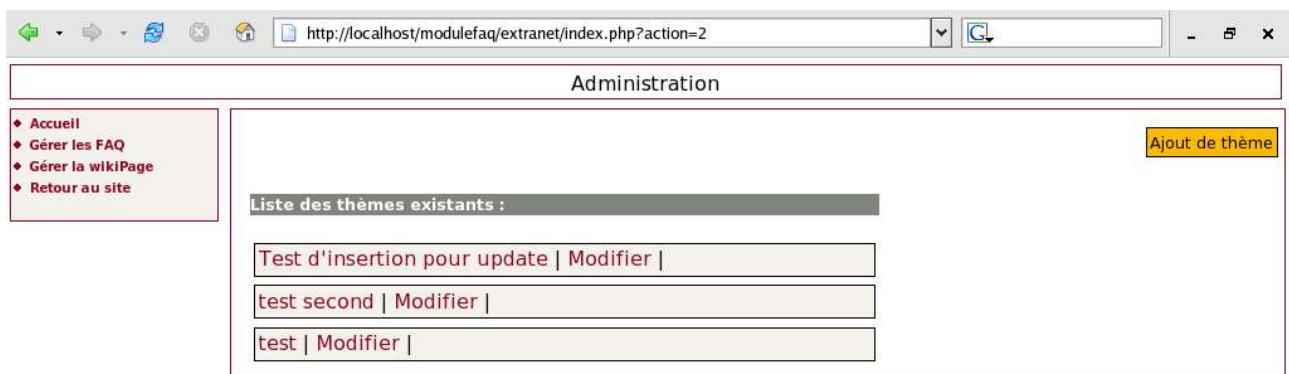 http://localhost/modulefaq/extranet/index.php?action=2
G
Administration
Accueil
Gérer les FAQ
Gérer la wikiPage
Retour au site
Ajout de thème
Liste des thèmes existants :
Test d'insertion pour update | Modifier |
test second | Modifier |
test | Modifier |